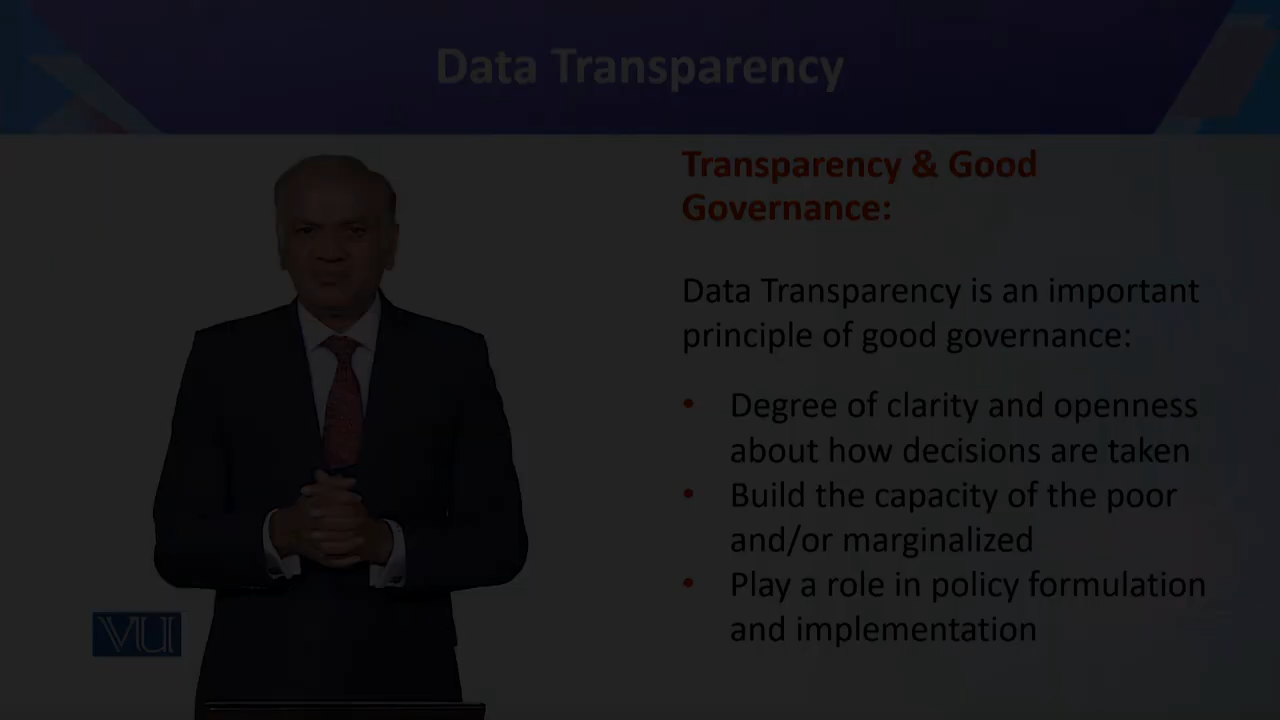 Data Transparency
Transparency & Good
Governance:
Data Transparency is an important
principle of good governance:
• Degree of clarity and openness
about how decisions are taken
• Build the capacity of the poor
and/or marginalized
• Play a role in policy formulation
and implementation
VU